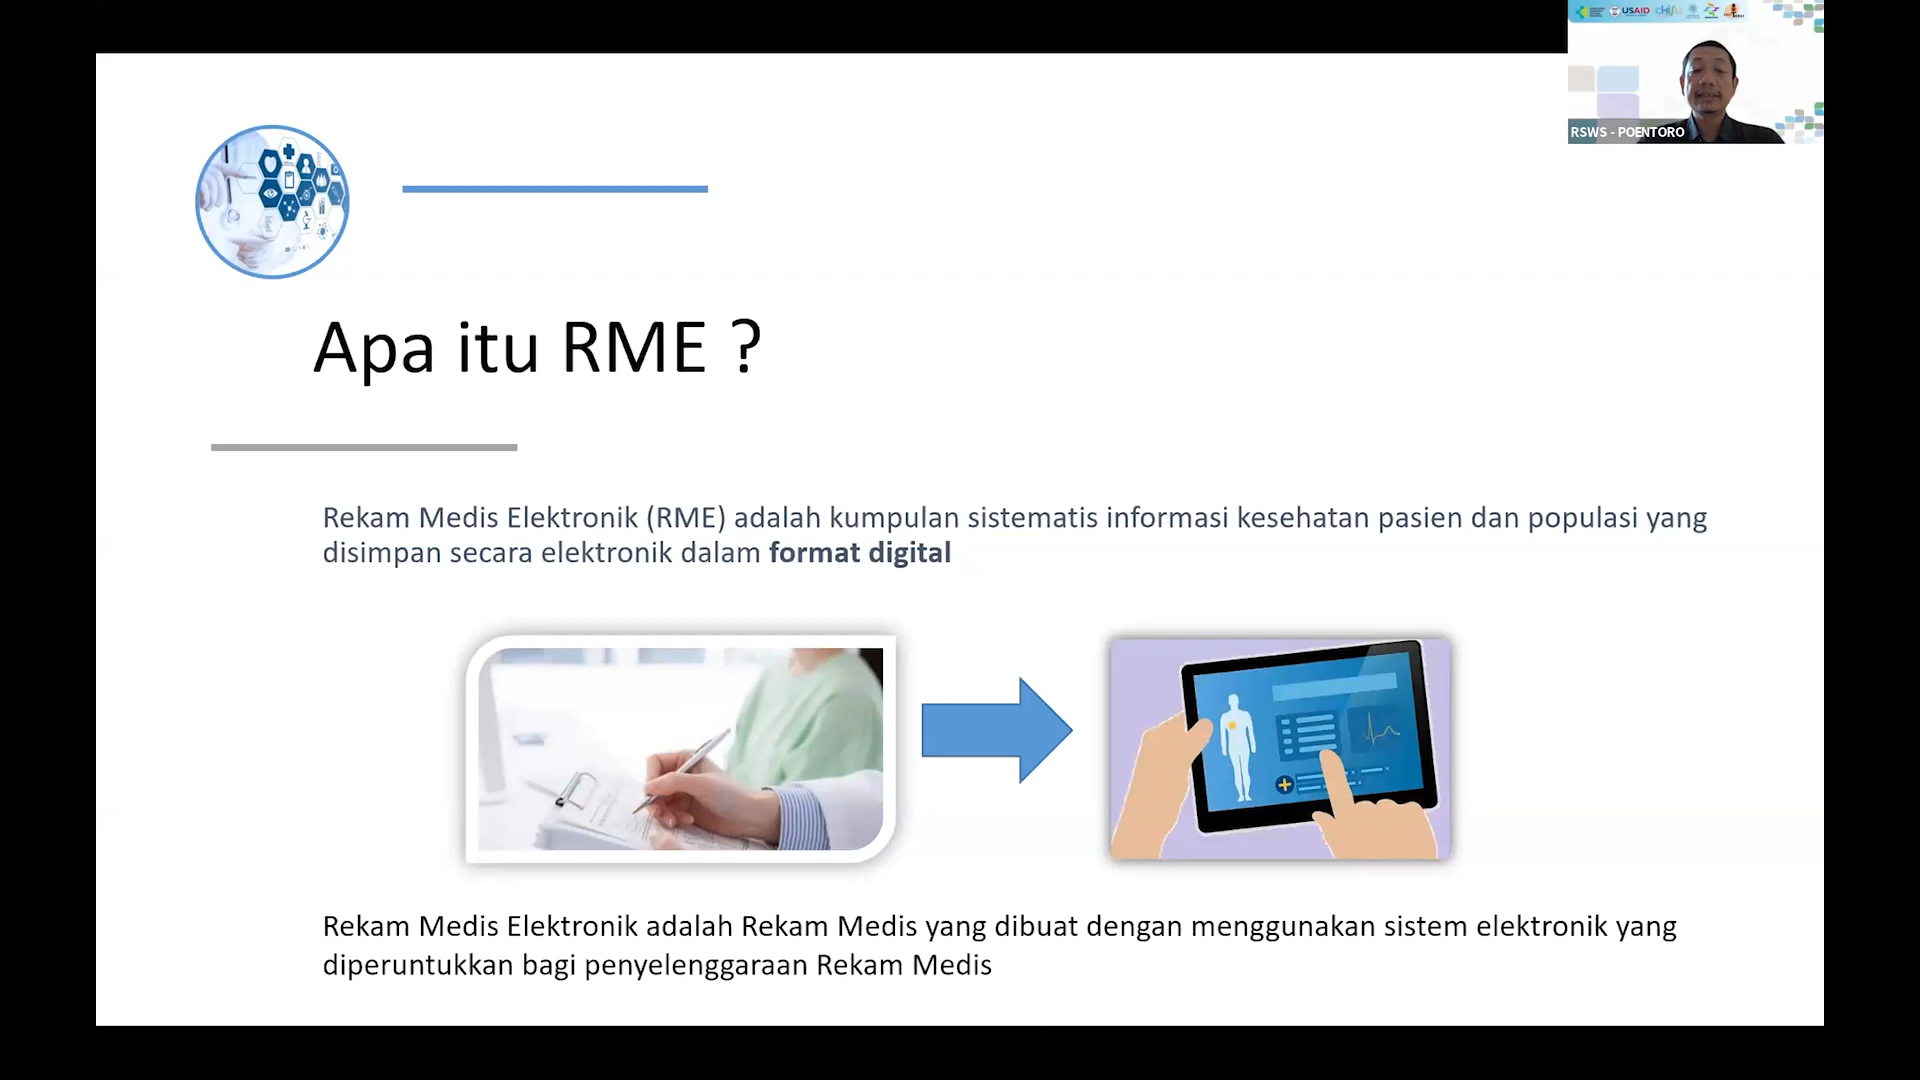 USAID
RSWS - POENTORO
Apa itu RME ?
Rekam Medis Elektronik (RME) adalah kumpulan sistematis informasi kesehatan pasien dan populasi yang
disimpan secara elektronik dalam format digital
Rekam Medis Elektronik adalah Rekam Medis yang dibuat dengan menggunakan sistem elektronik yang
diperuntukkan bagi penyelenggaraan Rekam Medis